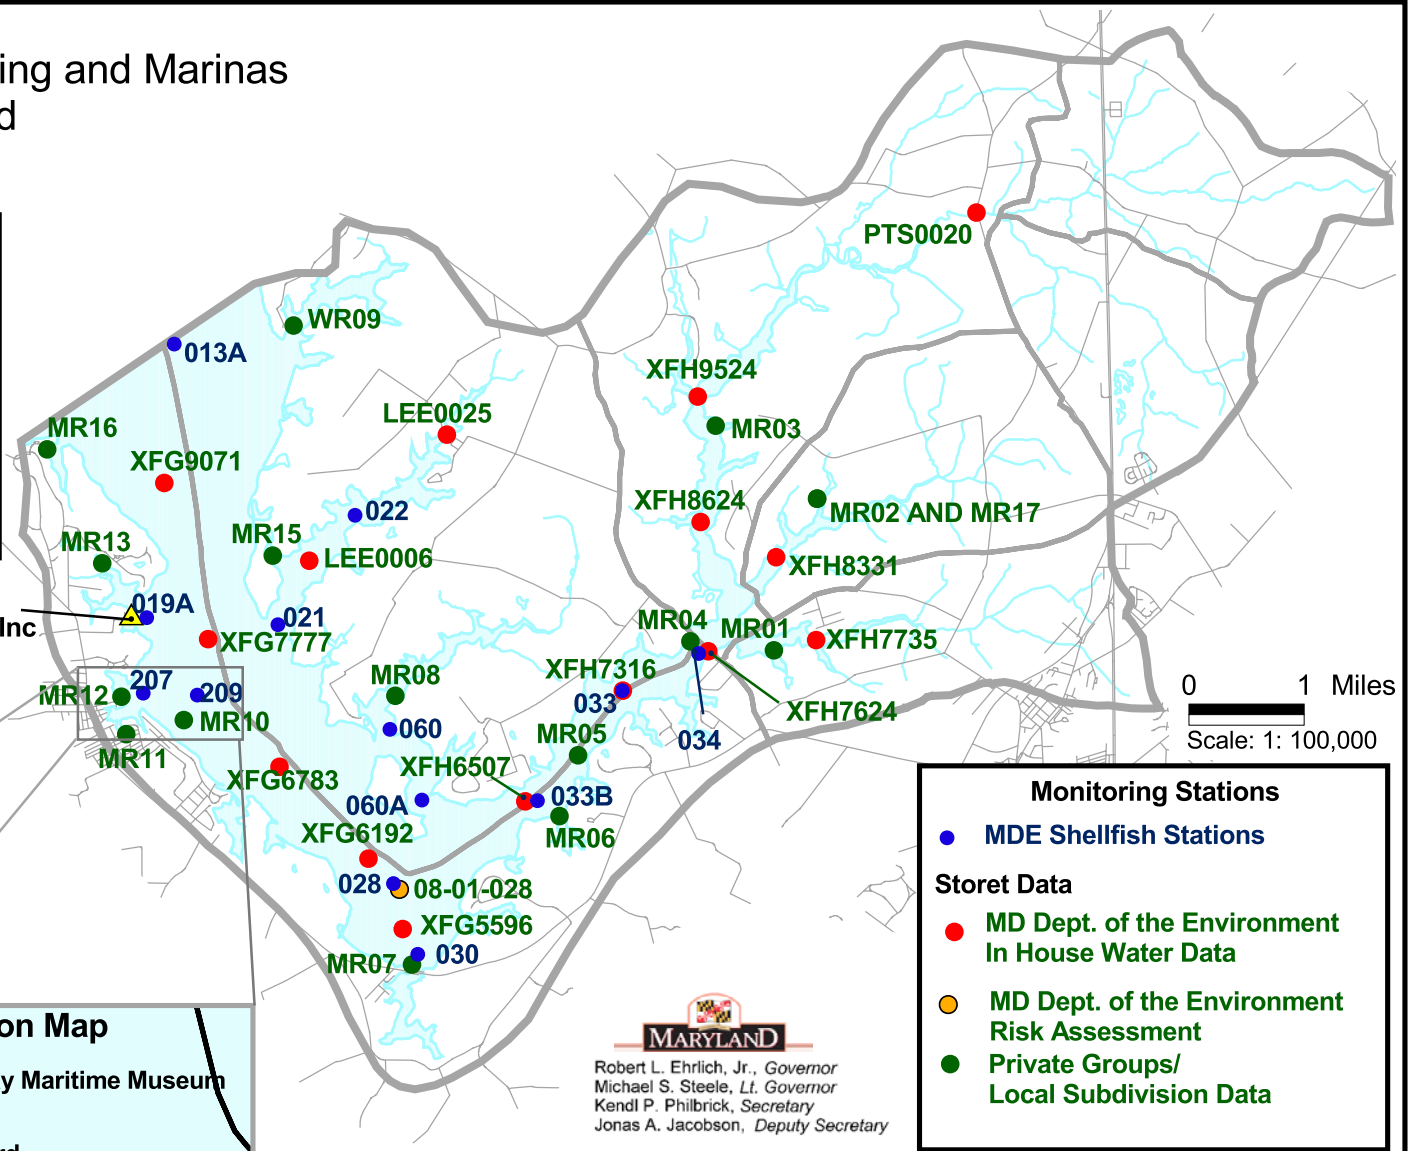 ing and Marinas
d
PTS0020
WR09
013A
XFH9524
LEE0025
MR16
MR03
XFG9071
XFH8624
022
MR02 AND MR17
MR15
MR13
LEE0006
XFH8331
019A
021
Inc
MR04
MR01
XFG7777
XFH7735
XFH7316
MR08
207
209
MR12
033
0 1 Miles
XFH7624
MR10
060
MR05
034
Scale: 1: 100,000
MR11
XFH6507
XFG6783
060A
033B
XFG6192
MR06
028
08-01-028
XFG5596
030
MR07
Monitoring Stations
MDE Shellfish Stations
Storet Data
MD Dept. of the Environment
In House Water Data
MD Dept. of the Environment
Risk Assessment
Private Groups/
Local Subdivision Data
on Map
y Maritime Museum
rd
MARYLAND
Robert L. Ehrlich, Jr., Governor
Michael S. Steele, Lt. Governor
Kendl P. Philbrick, Secretary
Jonas A. Jacobson, Deputy Secretary